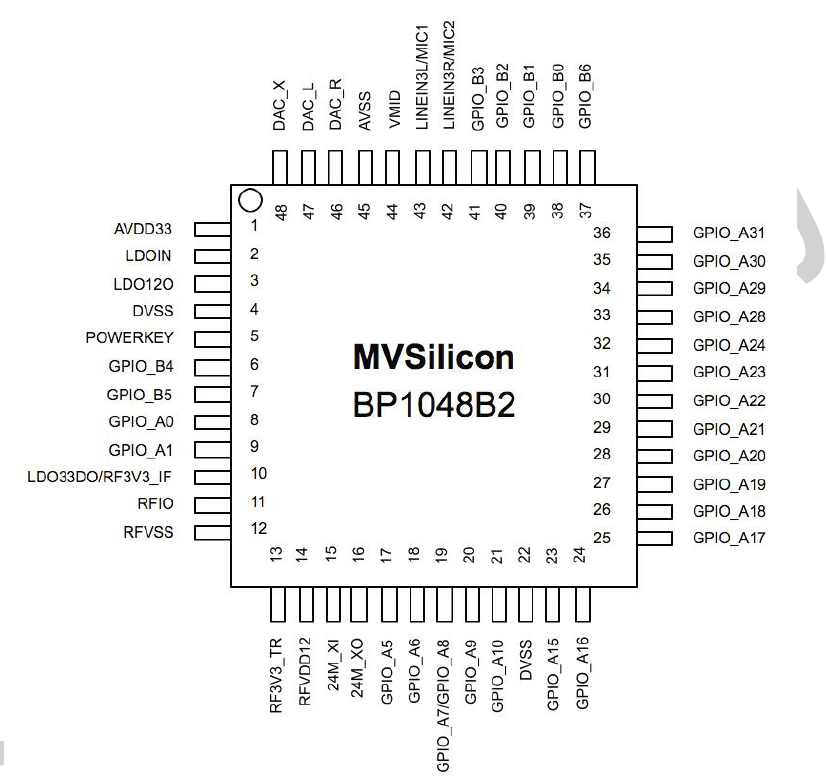 DAC_X
DAC_L
DAC_R
AVSS
VMID
LINEIN3L/MIC1
LINEIN3R/MIC2
GPIO_B3
GPIO_B2
GPIO_B1
GPIO_B0
GPIO_B6
48 47 46 45 44 43 42 41 40 39 38 37
AVDD33 1
LDOIN 2
LDO12O 3
DVSS 4
POWERKEY 5
GPIO_B4 6
GPIO_B5 7
GPIO_A0 8
GPIO_A1 9
LDO33DO/RF3V3_IF 10
RFIO 11
RFVSS 12
MVSilicon
BP1048B2
36 GPIO_A31
35 GPIO_A30
34 GPIO_A29
33 GPIO_A28
32 GPIO_A24
31 GPIO_A23
30 GPIO_A22
29 GPIO_A21
28 GPIO_A20
27 GPIO_A19
26 GPIO_A18
25 GPIO_A17
13 14 15 16 17 18 19 20 21 22 23 24
RF3V3_TR
RFVDD12
24M_XI
24M_XO
GPIO_A5
GPIO_A6
GPIO_A7/GPIO_A8
GPIO_A9
GPIO_A10
DVSS
GPIO_A15
GPIO_A16